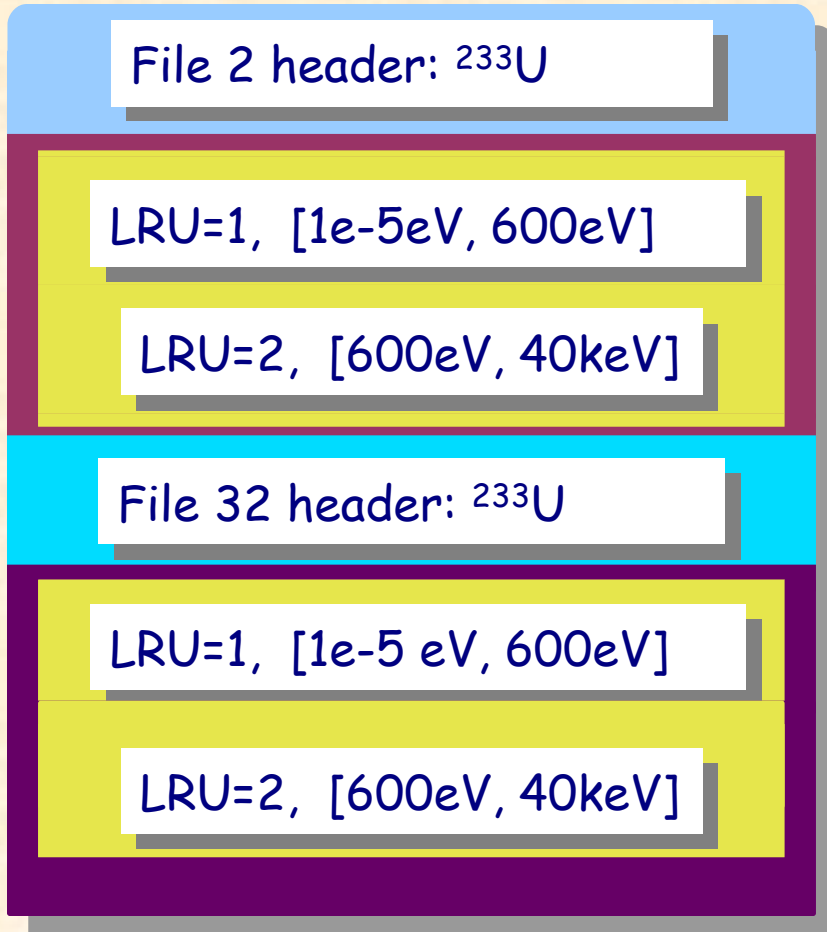 File 2 header: ²³³U
LRU=1, [1e-5eV, 600eV]
LRU=2, [600eV, 40keV]
File 32 header: ²³³U
LRU=1, [1e-5 eV, 600eV]
LRU=2, [600eV, 40keV]